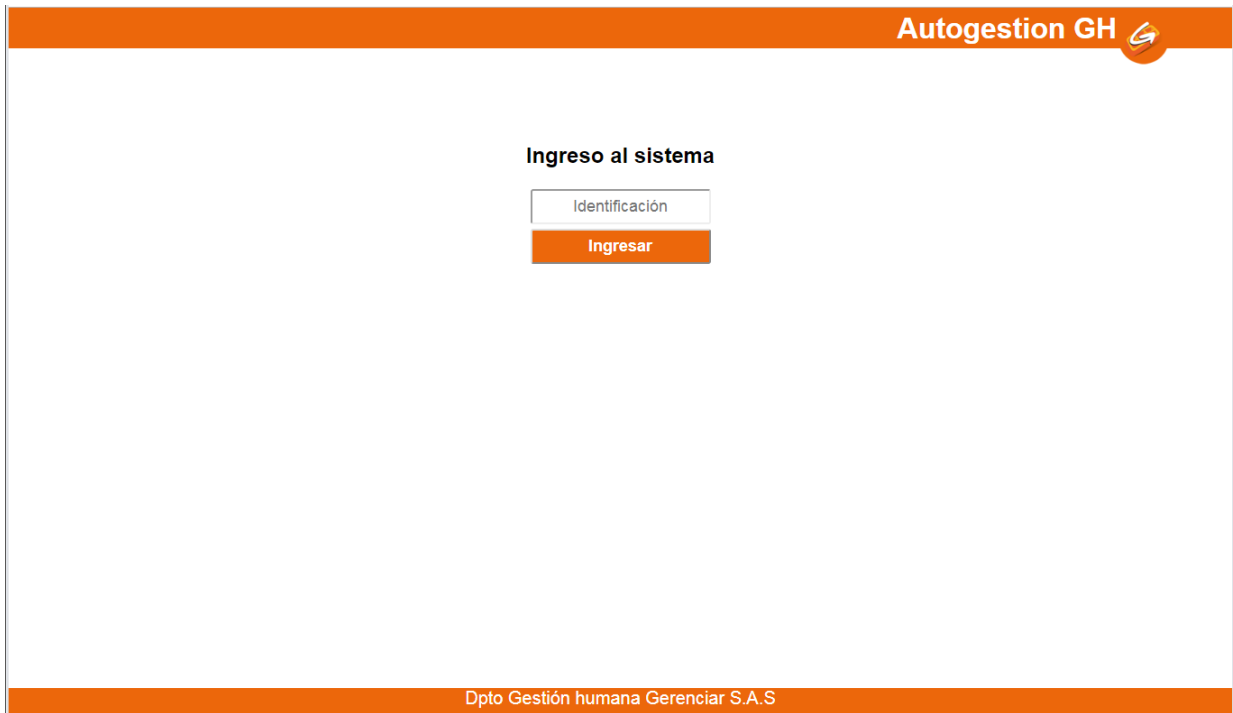 Autogestion GH
Ingreso al sistema
Identificación
Ingresar
Dpto Gestión humana Gerenciar S.A.S